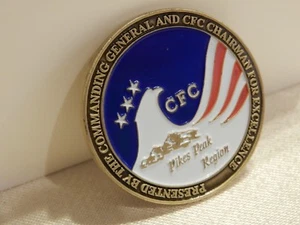 PRESENTED BY THE COMMANDING GENERAL AND CFC CHAIRMAN FOR EXCELLENCE
CFC
Pikes Peak
Region